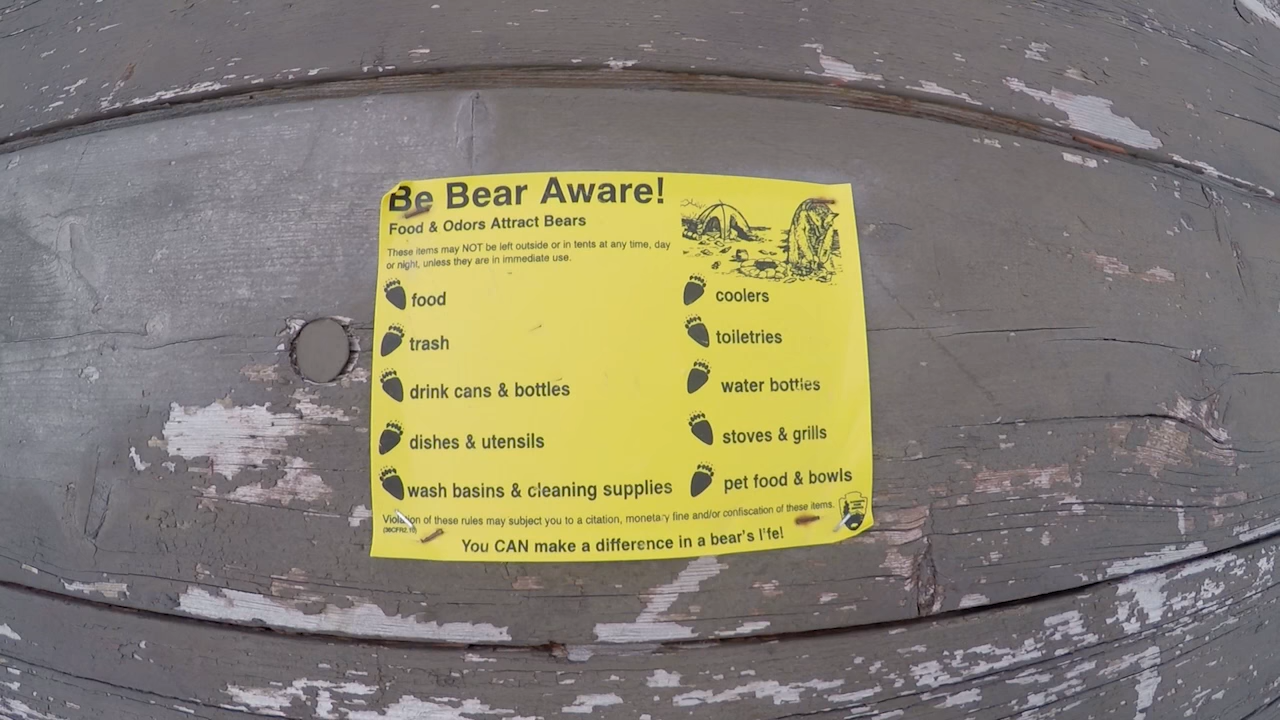 Be Bear Aware!
Food & Odors Attract Bears
These items may NOT be left outside or in tents at any time, day
or night, unless they are in immediate use.
food
trash
drink cans & bottles
dishes & utensils
wash basins & cleaning supplies
coolers
toiletries
water bottles
stoves & grills
pet food & bowls
Violation of these rules may subject you to a citation, monetary fine and/or confiscation of these items.
You CAN make a difference in a bear's life!